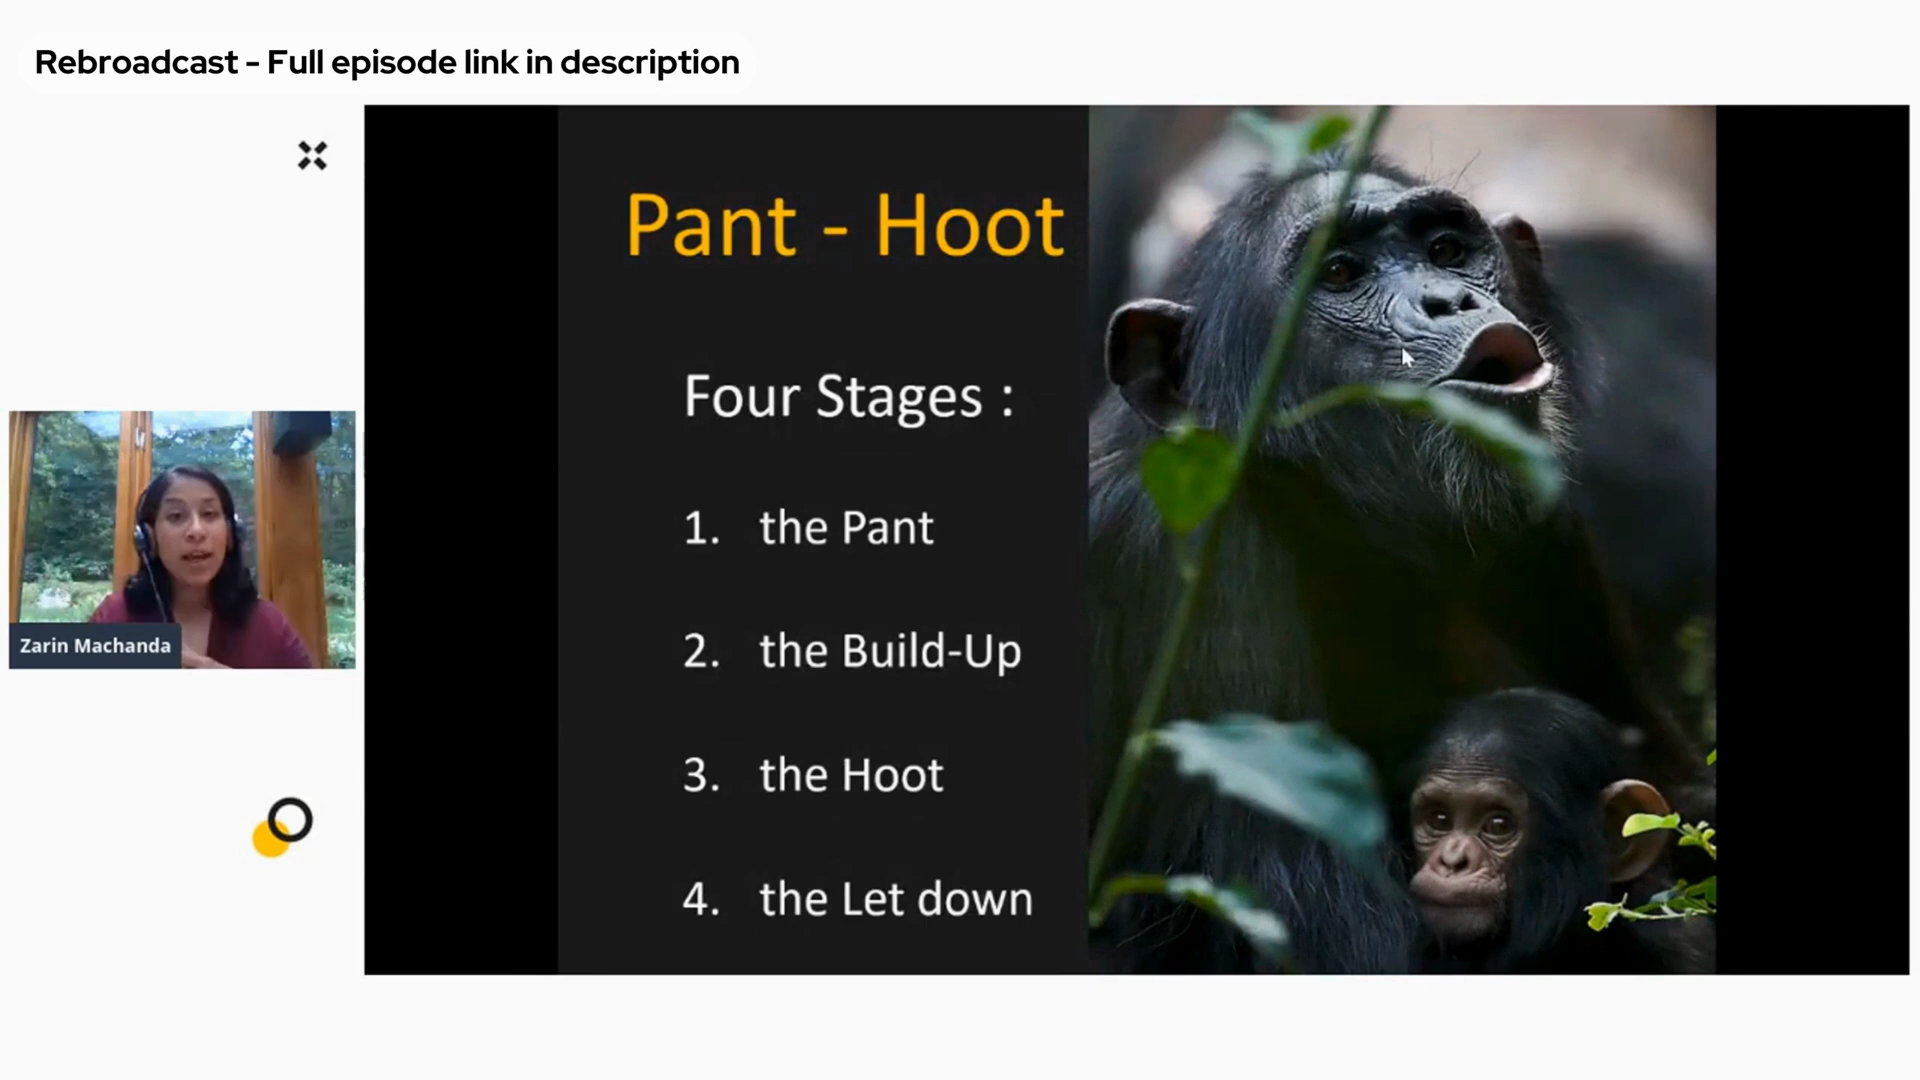 Rebroadcast - Full episode link in description
Pant - Hoot
Four Stages :
1. the Pant
2. the Build-Up
3. the Hoot
4. the Let down
Zarin Machanda